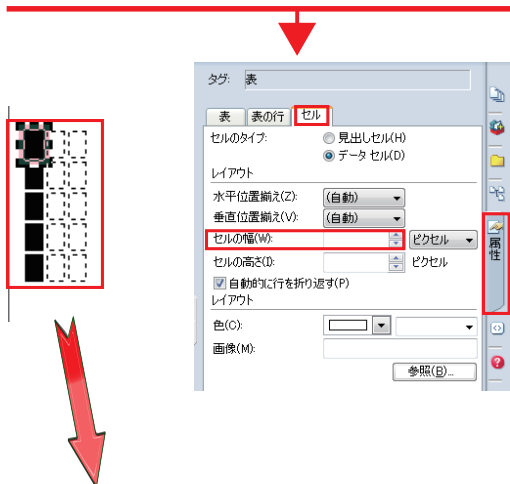 タグ: 表
表 表の行 セル
セルのタイプ: 見出しセル(H)
データ セル(D)
レイアウト
水平位置揃え(Z): (自動)
垂直位置揃え(V): (自動)
セルの幅(W): ピクセル
セルの高さ(I): ピクセル
自動的に行を折り返す(P)
レイアウト
色(C):
画像(M):
参照(B)...
属性